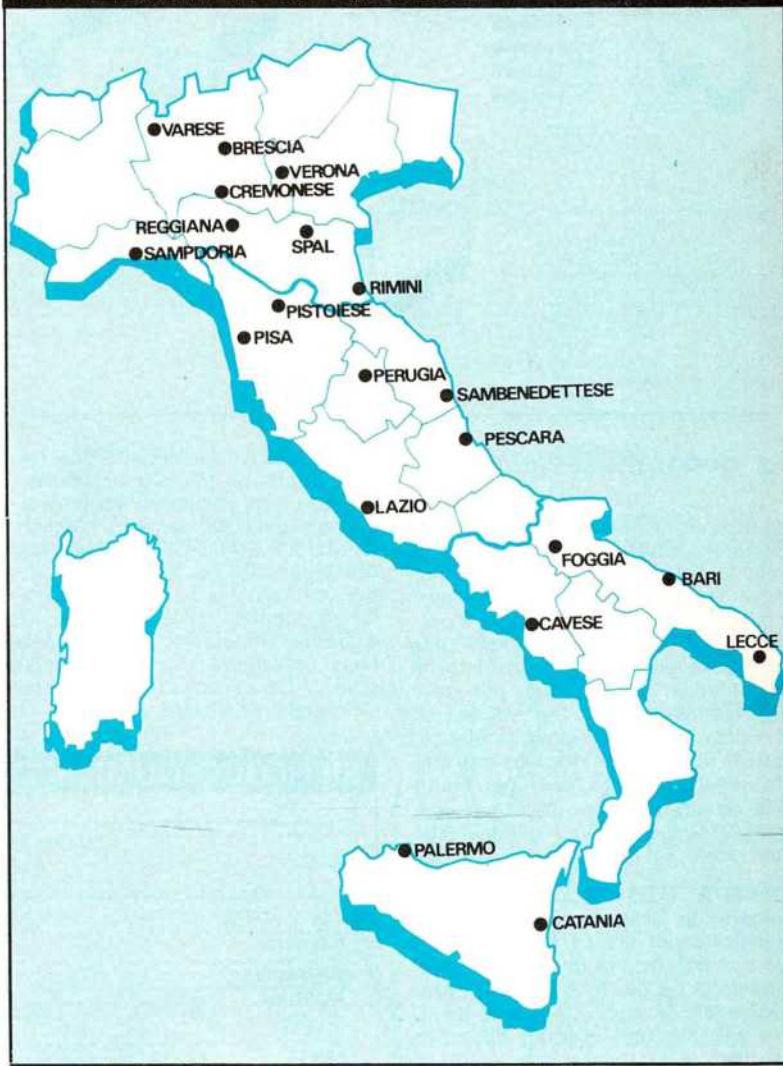 VARESE
BRESCIA
VERONA
CREMONESE
REGGIANA
SPAL
SAMPDORIA
RIMINI
PISTOIESE
PISA
PERUGIA
SAMBENEDETTESE
PESCARA
LAZIO
FOGGIA
BARI
CAVESE
LECCE
PALERMO
CATANIA